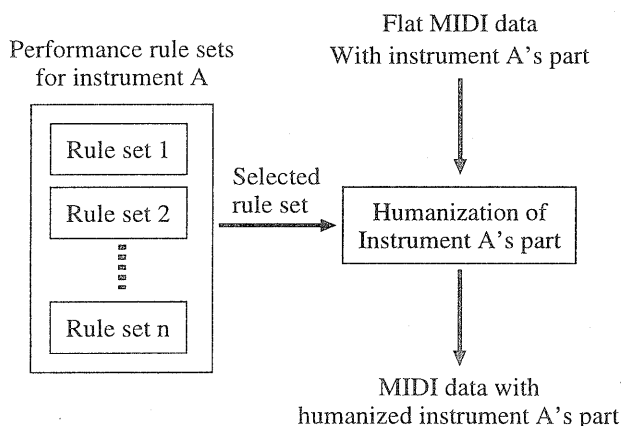 Performance rule sets
for instrument A
Rule set 1
Rule set 2
Rule set n
Selected
rule set
Flat MIDI data
With instrument A's part
Humanization of
Instrument A's part
MIDI data with
humanized instrument A's part